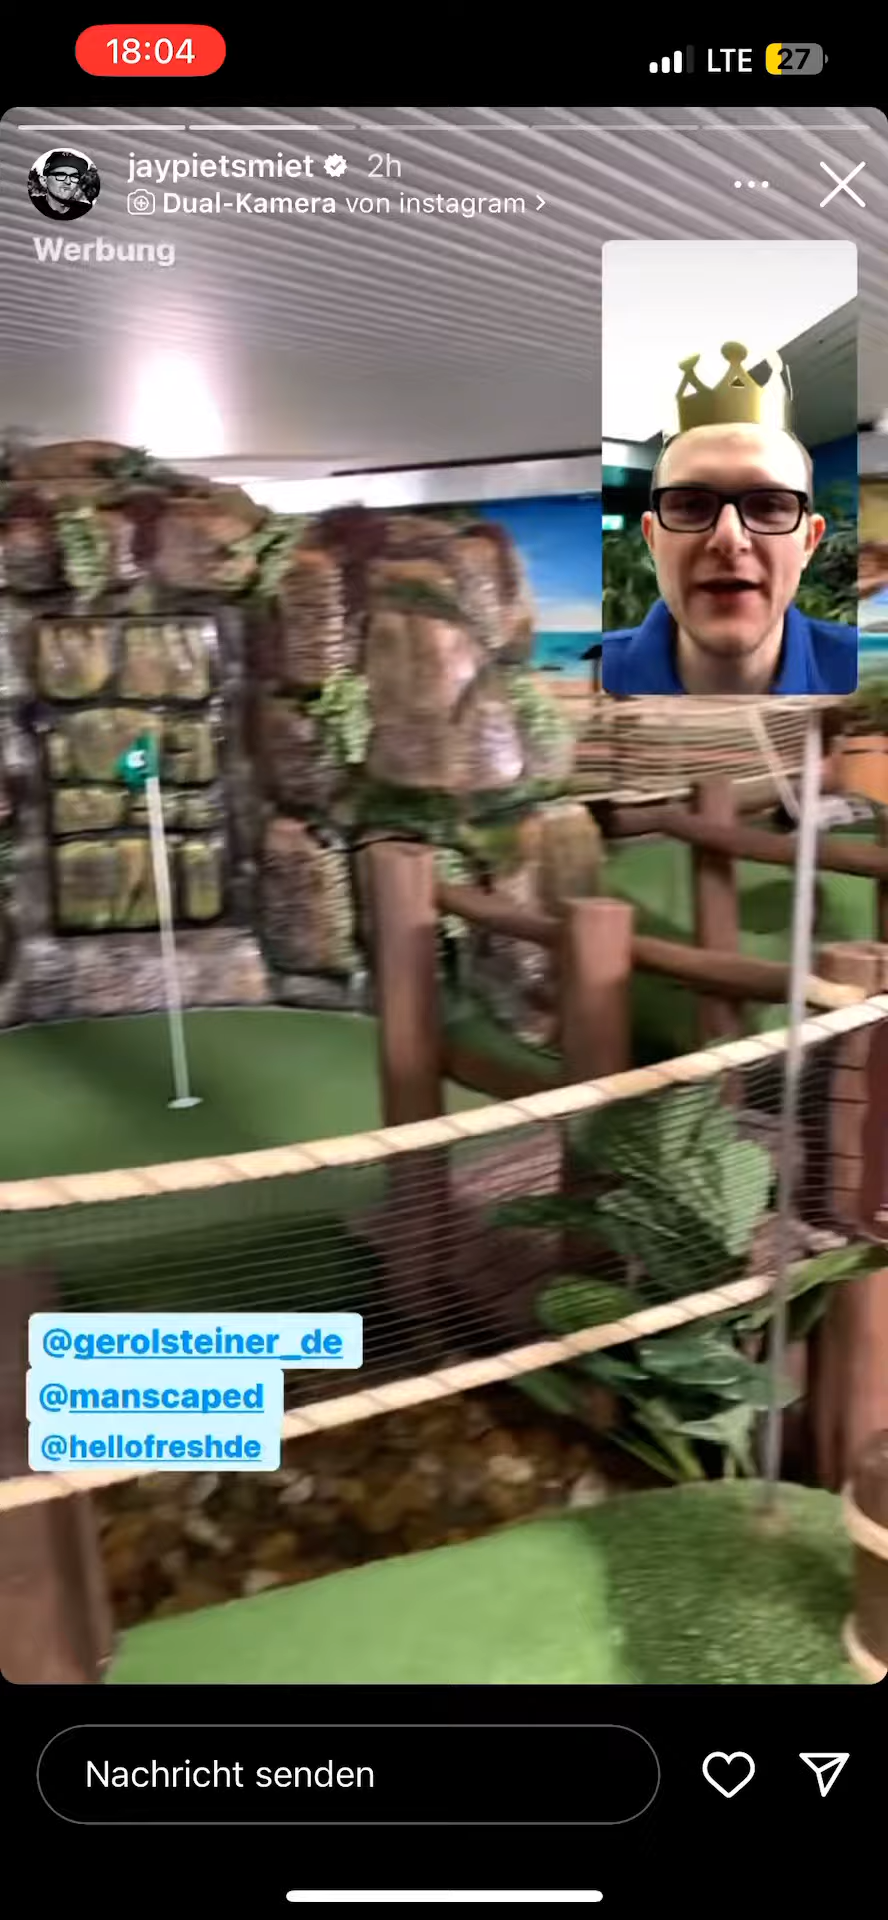 18:04
LTE
27
jaypietsmiet 2h
Dual-Kamera von instagram >
Werbung
@gerolsteiner_de
@manscaped
@hellofreshde
Nachricht senden